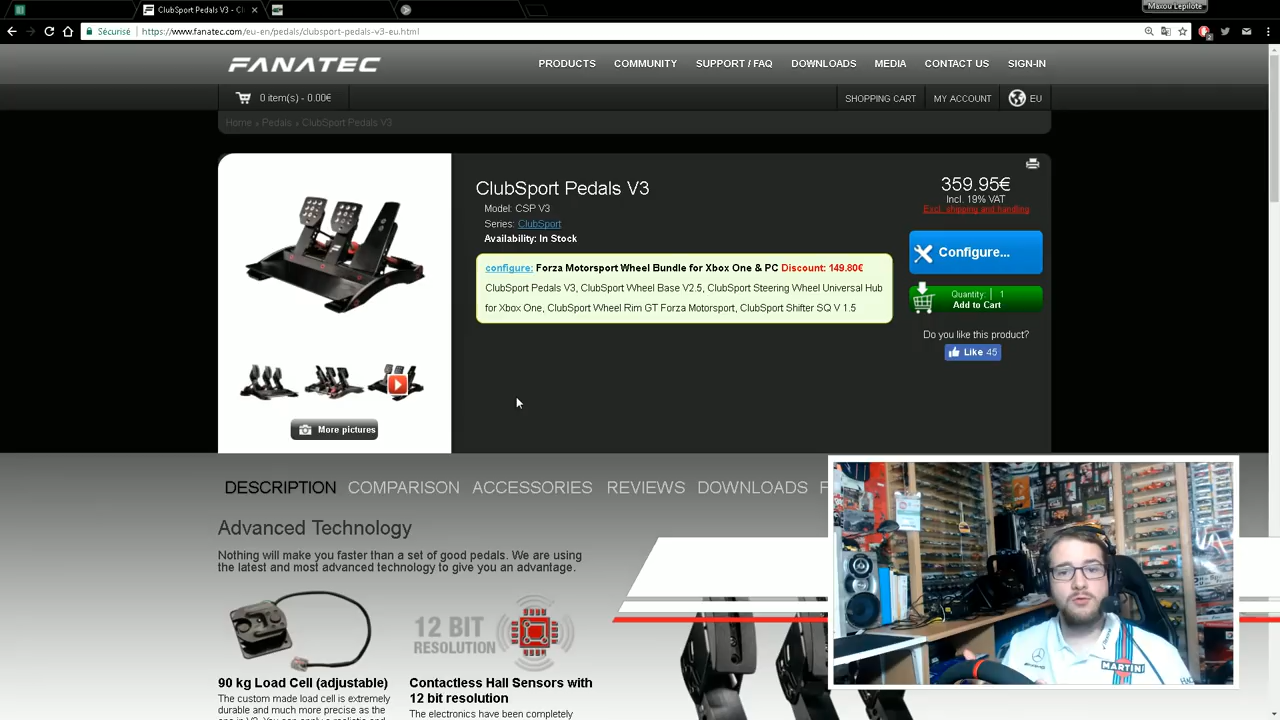 ClubSport Pedals V3 - Cl
Maxou Lepilote
Sécurisé
https://www.fanatec.com/eu-en/pedals/clubsport-pedals-v3-eu.html
FANATEC
PRODUCTS COMMUNITY SUPPORT / FAQ DOWNLOADS MEDIA CONTACT US SIGN-IN
0 item(s) - 0.00€
SHOPPING CART MY ACCOUNT EU
Home » Pedals » ClubSport Pedals V3
ClubSport Pedals V3
Model: CSP V3
Series: ClubSport
Availability: In Stock
configure: Forza Motorsport Wheel Bundle for Xbox One & PC Discount: 149.80€
ClubSport Pedals V3, ClubSport Wheel Base V2.5, ClubSport Steering Wheel Universal Hub
for Xbox One, ClubSport Wheel Rim GT Forza Motorsport, ClubSport Shifter SQ V 1.5
359.95€
Incl. 19% VAT
Excl. shipping and handling
Configure...
Quantity: 1
Add to Cart
Do you like this product?
Like 45
More pictures
DESCRIPTION COMPARISON ACCESSORIES REVIEWS DOWNLOADS F
Advanced Technology
Nothing will make you faster than a set of good pedals. We are using
the latest and most advanced technology to give you an advantage.
12 BIT
RESOLUTION
90 kg Load Cell (adjustable)
The custom made load cell is extremely
durable and much more precise as the
Contactless Hall Sensors with
12 bit resolution
The electronics have been completely
MARTINI